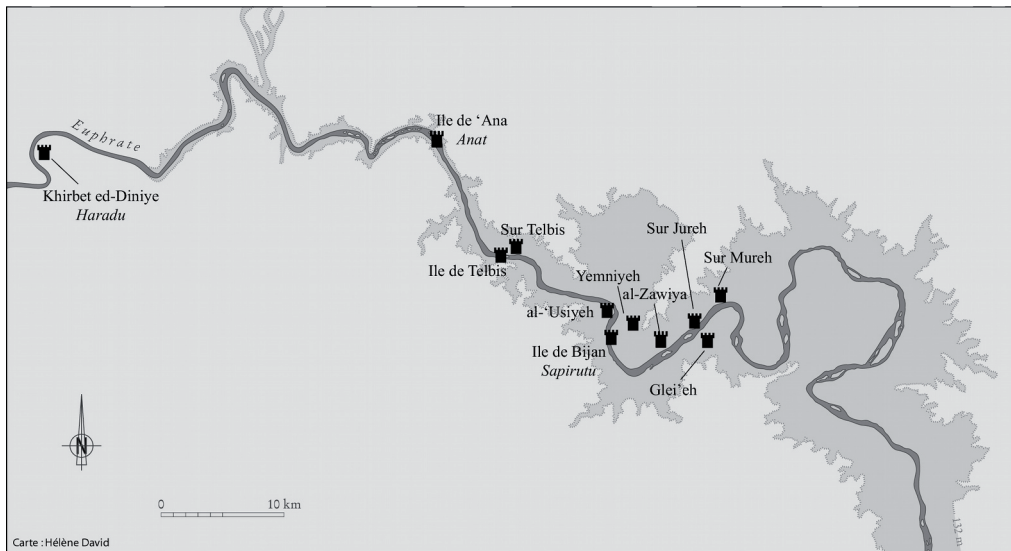 Euphrate
Khirbet ed-Diniye
Haradu
Ile de ‘Ana
Anat
Sur Telbis
Ile de Telbis
Yemniyeh
al-‘Usiyeh
al-Zawiya
Sur Jureh
Sur Mureh
Ile de Bijan
Sapirutu
Glei’eh
N
0 10 km
132 m
Carte : Hélène David